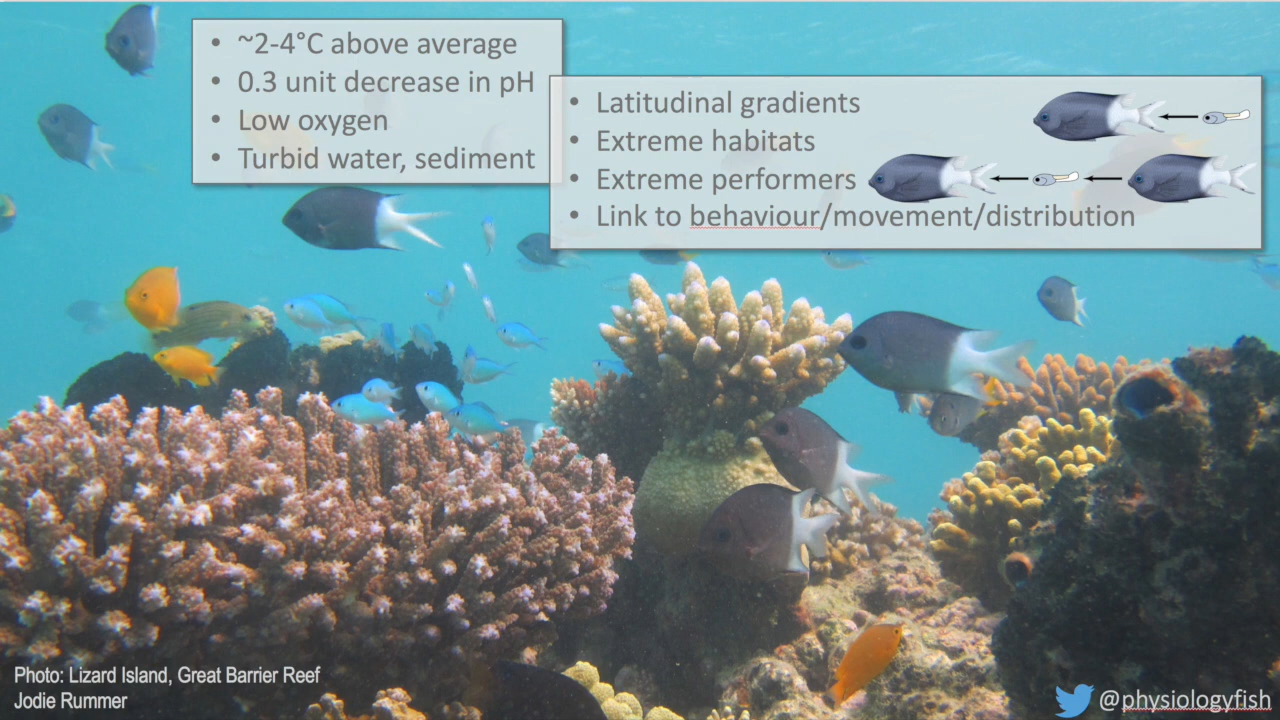 • ~2-4°C above average
• 0.3 unit decrease in pH
• Low oxygen
• Turbid water, sediment
• Latitudinal gradients
• Extreme habitats
• Extreme performers
• Link to behaviour/movement/distribution
Photo: Lizard Island, Great Barrier Reef
Jodie Rummer
@physiologyfish